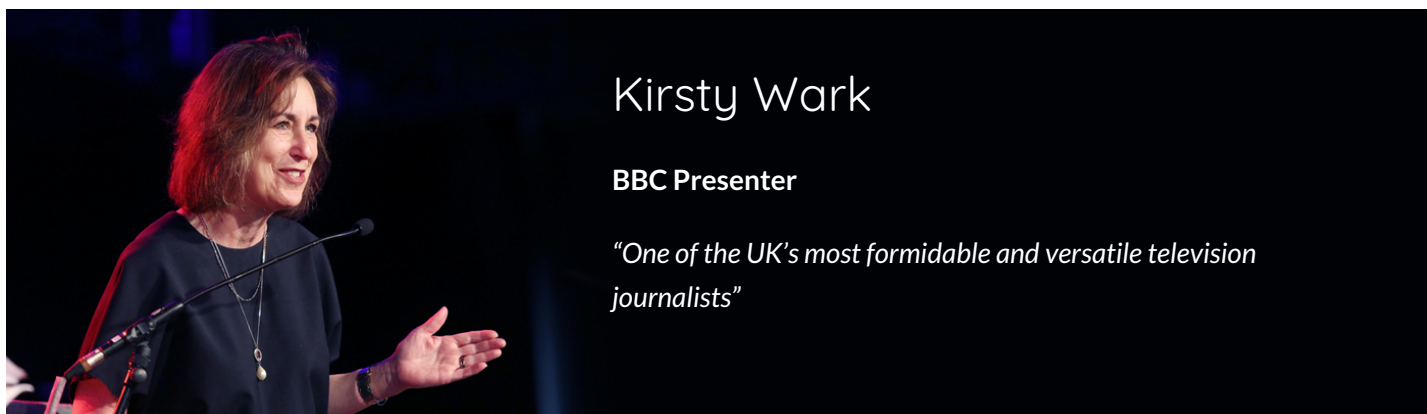 Kirsty Wark
BBC Presenter
“One of the UK’s most formidable and versatile television
journalists”